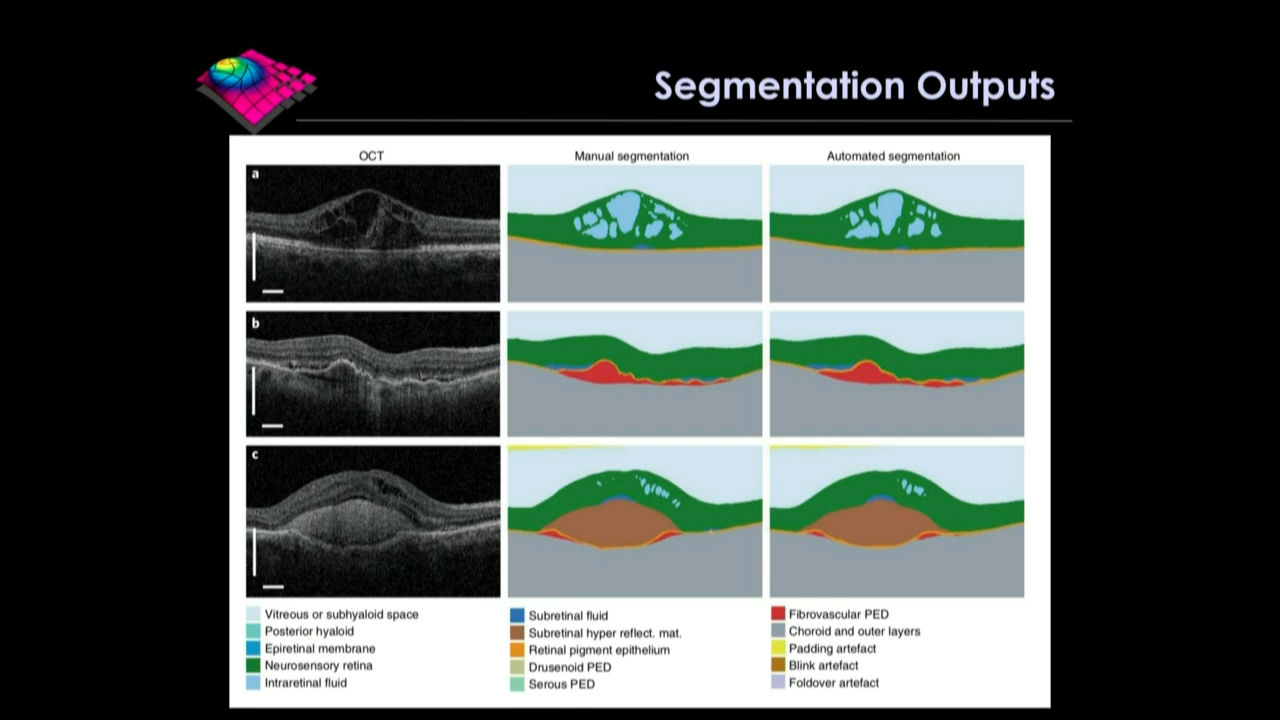 Segmentation Outputs
OCT
Manual segmentation
Automated segmentation
a
b
c
Vitreous or subhyaloid space
Posterior hyaloid
Epiretinal membrane
Neurosensory retina
Intraretinal fluid
Subretinal fluid
Subretinal hyper reflect. mat.
Retinal pigment epithelium
Drusenoid PED
Serous PED
Fibrovascular PED
Choroid and outer layers
Padding artefact
Blink artefact
Foldover artefact